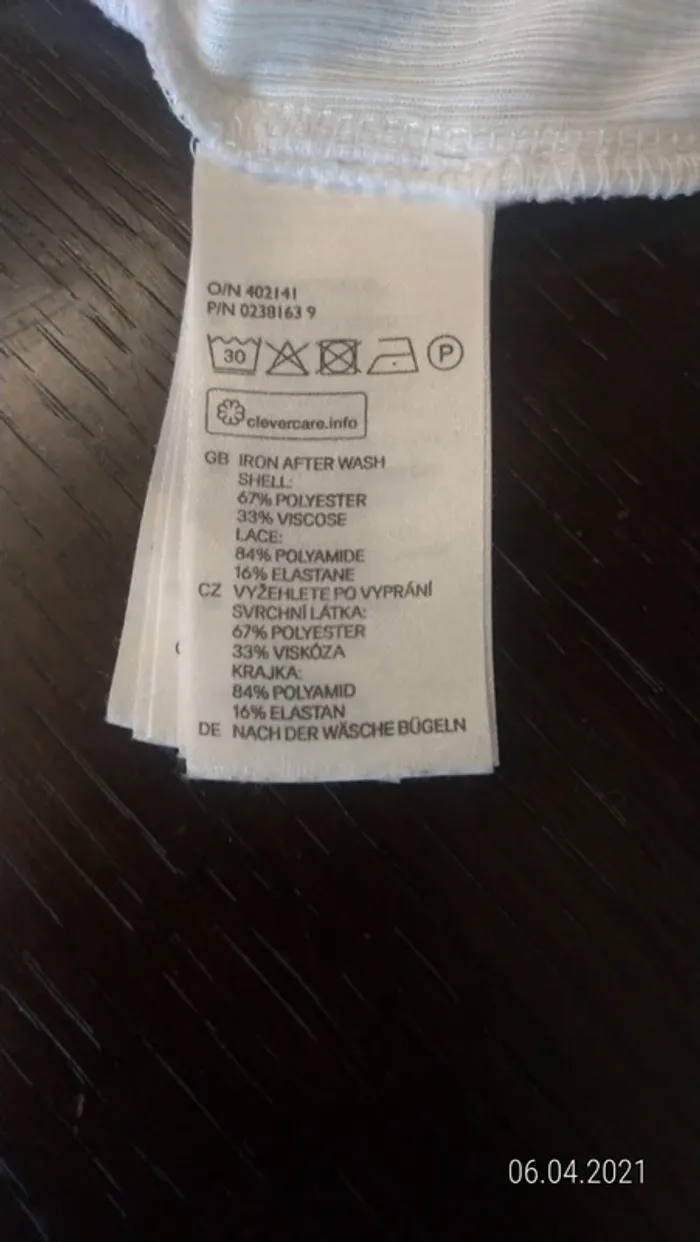 O/N 402141
P/N 0238163 9
30 P
clevercare.info
GB IRON AFTER WASH
SHELL:
67% POLYESTER
33% VISCOSE
LACE:
84% POLYAMIDE
16% ELASTANE
CZ VYŽEHLETE PO VYPRÁNÍ
SVRCHNÍ LÁTKA:
67% POLYESTER
33% VISKÓZA
KRAJKA:
84% POLYAMID
16% ELASTAN
DE NACH DER WÄSCHE BÜGELN
06.04.2021